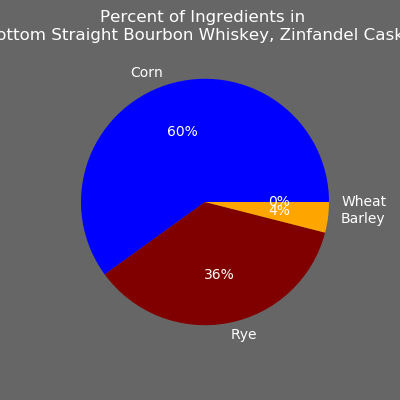 Percent of Ingredients in
ottom Straight Bourbon Whiskey, Zinfandel Cask
Corn
60%
0%
Wheat
4%
Barley
36%
Rye